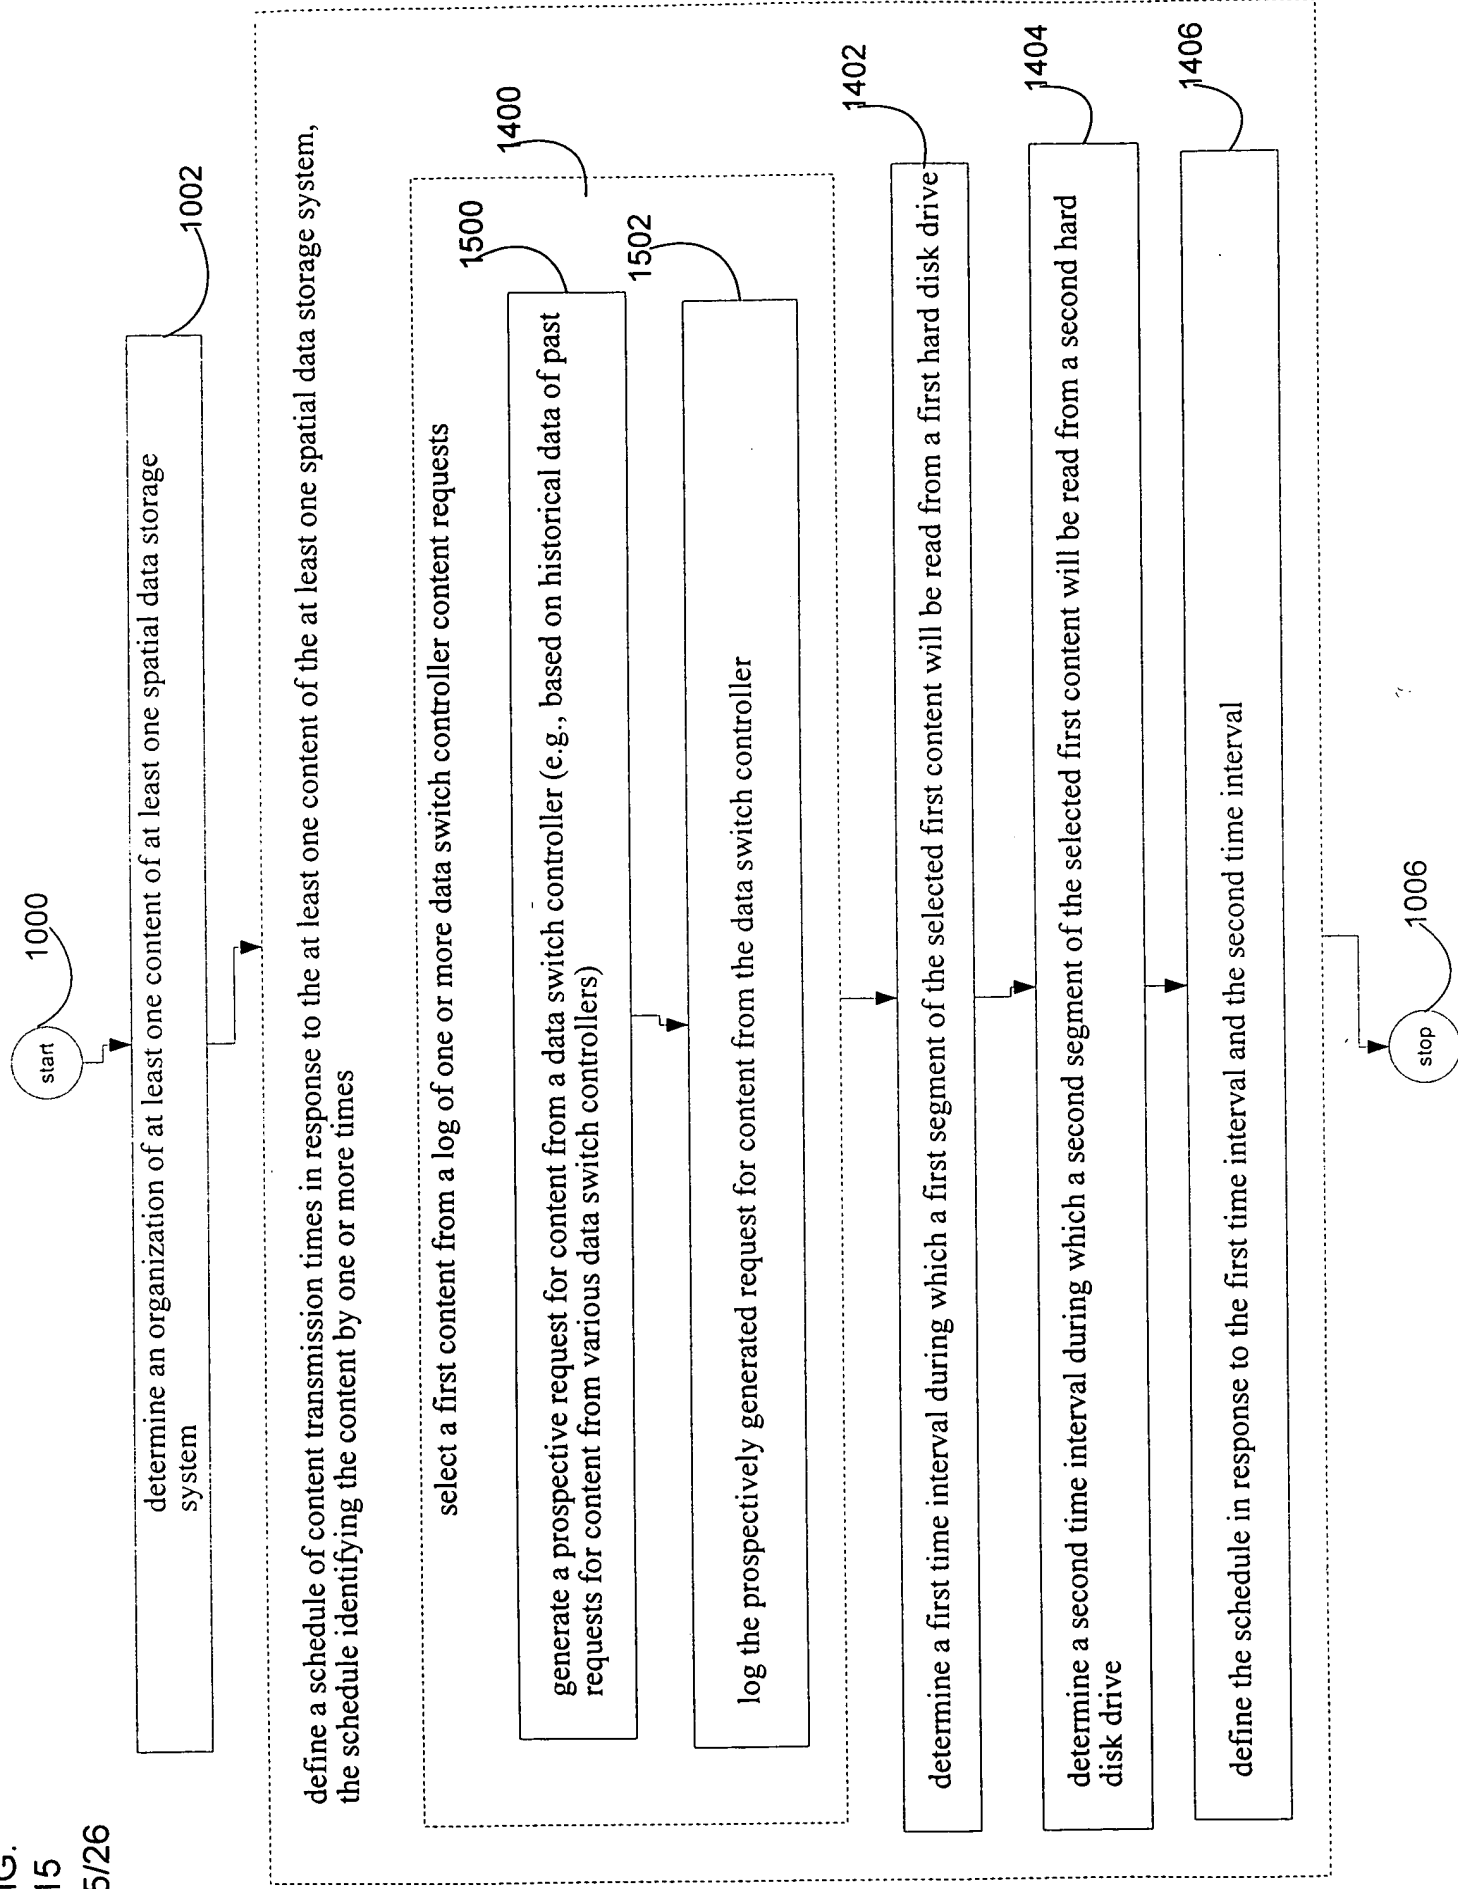 15
5/26
start
1000
determine an organization of at least one content of at least one spatial data storage
system
1002
define a schedule of content transmission times in response to the at least one content of the at least one spatial data storage system,
the schedule identifying the content by one or more times
select a first content from a log of one or more data switch controller content requests
1400
generate a prospective request for content from a data switch controller (e.g., based on historical data of past
requests for content from various data switch controllers)
1500
log the prospectively generated request for content from the data switch controller
1502
determine a first time interval during which a first segment of the selected first content will be read from a first hard disk drive
1402
determine a second time interval during which a second segment of the selected first content will be read from a second hard
disk drive
1404
define the schedule in response to the first time interval and the second time interval
1406
stop
1006